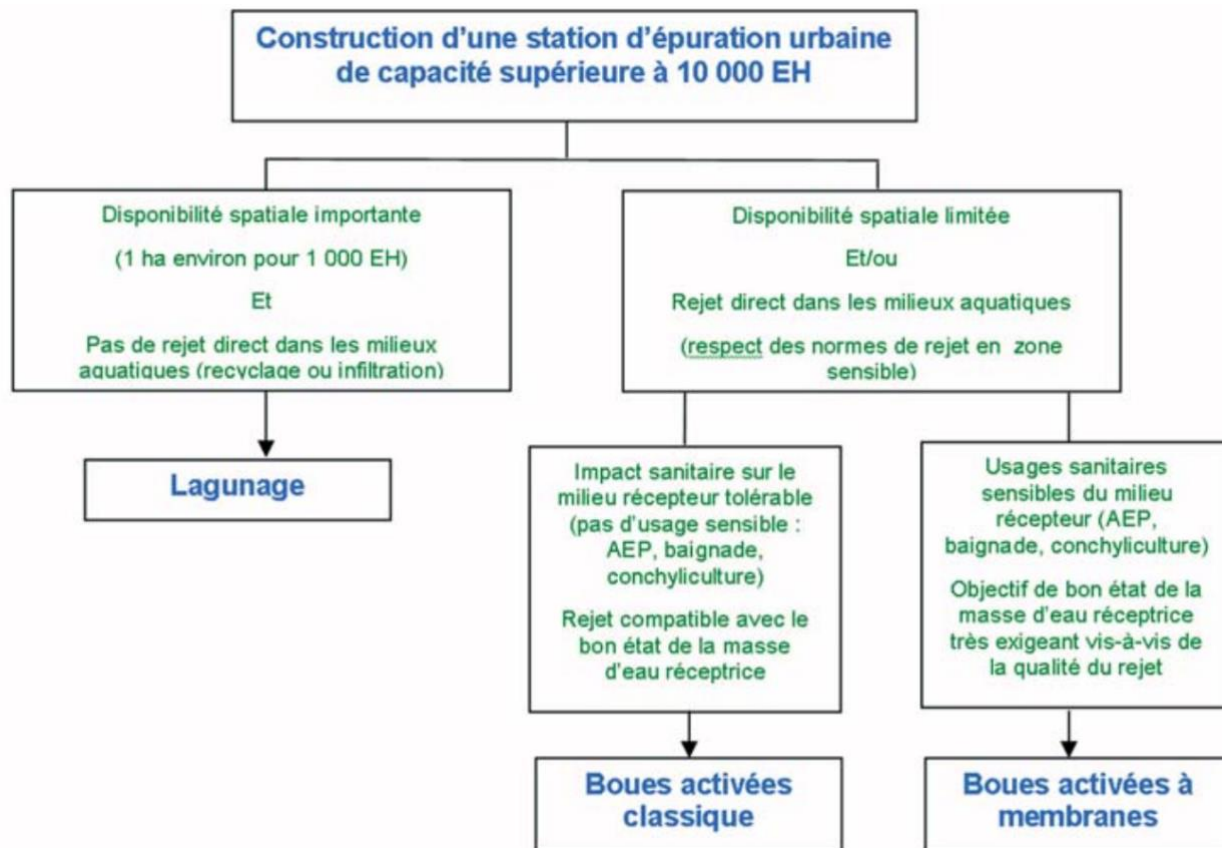 Construction d'une station d'épuration urbaine
de capacité supérieure à 10 000 EH
Disponibilité spatiale importante
(1 ha environ pour 1 000 EH)
Et
Pas de rejet direct dans les milieux
aquatiques (recyclage ou infiltration)
Lagunage
Disponibilité spatiale limitée
Et/ou
Rejet direct dans les milieux aquatiques
(respect des normes de rejet en zone
sensible)
Impact sanitaire sur le
milieu récepteur tolérable
(pas d'usage sensible :
AEP, baignade,
conchyliculture)
Rejet compatible avec le
bon état de la masse
d'eau réceptrice
Boues activées
classique
Usages sanitaires
sensibles du milieu
récepteur (AEP,
baignade, conchyliculture)
Objectif de bon état de la
masse d'eau réceptrice
très exigeant vis-à-vis de
la qualité du rejet
Boues activées à
membranes